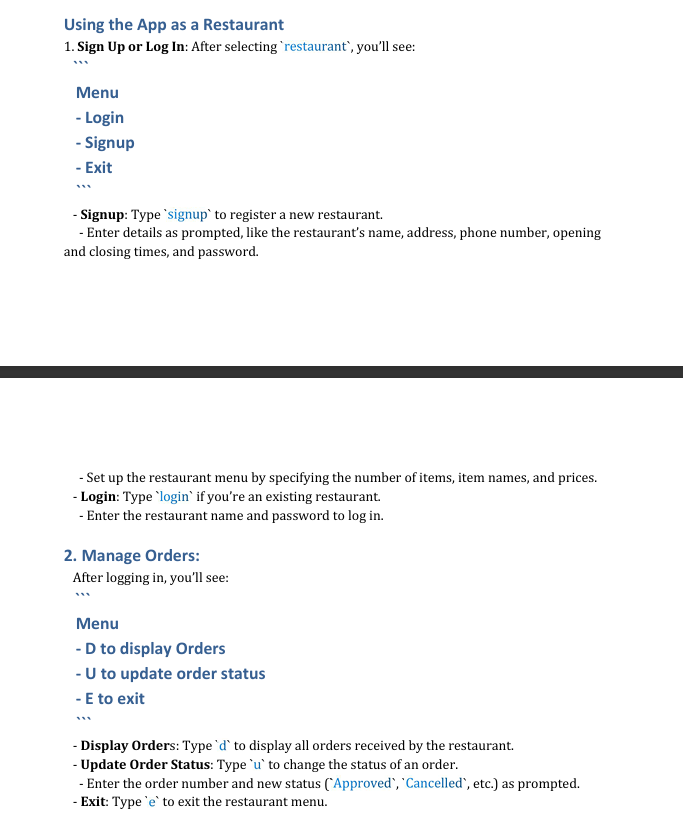 Using the App as a Restaurant
1. Sign Up or Log In: After selecting `restaurant`, you’ll see:
```
Menu
- Login
- Signup
- Exit
```
- Signup: Type `signup` to register a new restaurant.
- Enter details as prompted, like the restaurant’s name, address, phone number, opening
and closing times, and password.
- Set up the restaurant menu by specifying the number of items, item names, and prices.
- Login: Type `login` if you’re an existing restaurant.
- Enter the restaurant name and password to log in.
2. Manage Orders:
After logging in, you’ll see:
```
Menu
- D to display Orders
- U to update order status
- E to exit
```
- Display Orders: Type `d` to display all orders received by the restaurant.
- Update Order Status: Type `u` to change the status of an order.
- Enter the order number and new status (`Approved`, `Cancelled`, etc.) as prompted.
- Exit: Type `e` to exit the restaurant menu.